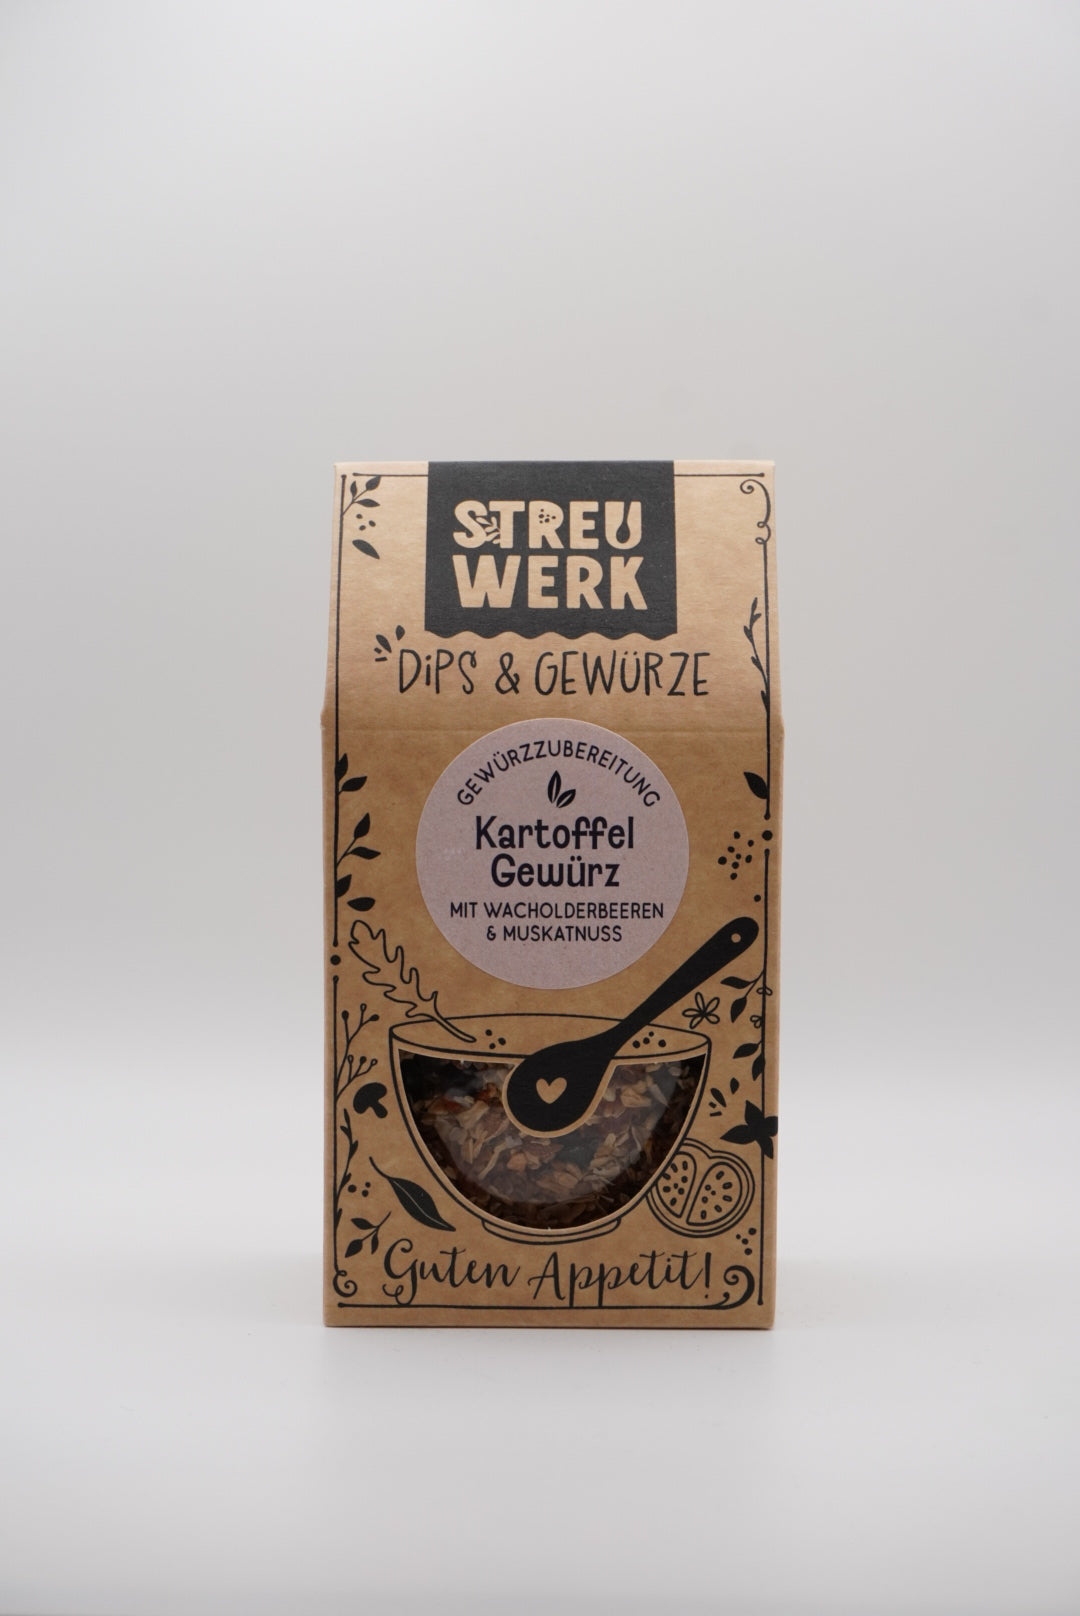 STREU
WERK
DiPS & GEWÜRZE
GEWÜRZZUBEREITUNG
Kartoffel
Gewürz
MIT WACHOLDERBEEREN
& MUSKATNUSS
Guten Appetit!